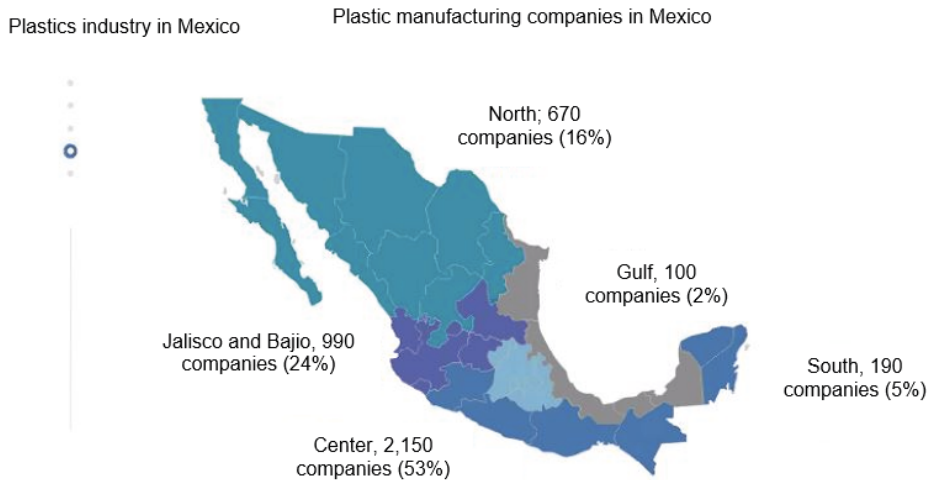 Plastics industry in Mexico
Plastic manufacturing companies in Mexico
North; 670
companies (16%)
Gulf, 100
companies (2%)
Jalisco and Bajio, 990
companies (24%)
South, 190
companies (5%)
Center, 2,150
companies (53%)